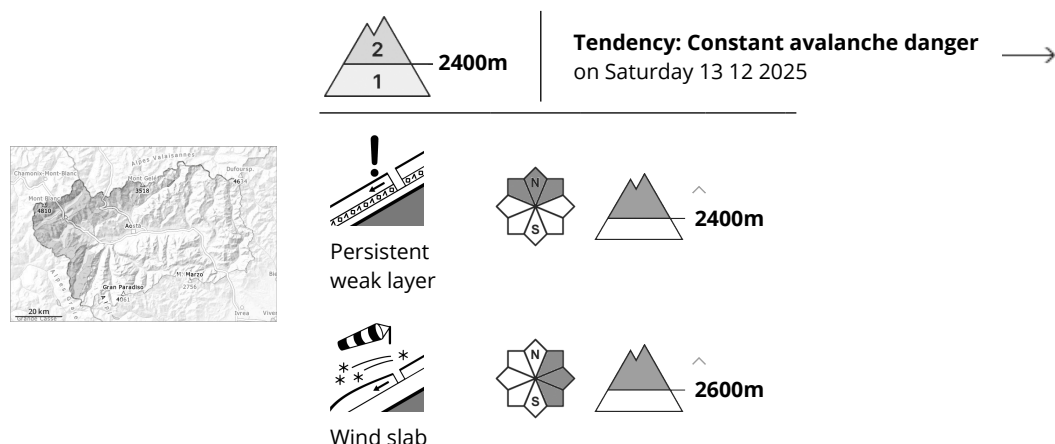 2
1
2400m
Tendency: Constant avalanche danger
on Saturday 13 12 2025
Alpes Valaisannes
Chamonix-Mont-Blanc
Mont Gelé
3518
Dufoursp.
Mont Blanc
4810
Aosta
M. Marzo
2756
Gran Paradiso
4061
Ivrea
20 km
N
S
2400m
Persistent
weak layer
N
S
2600m
Wind slab